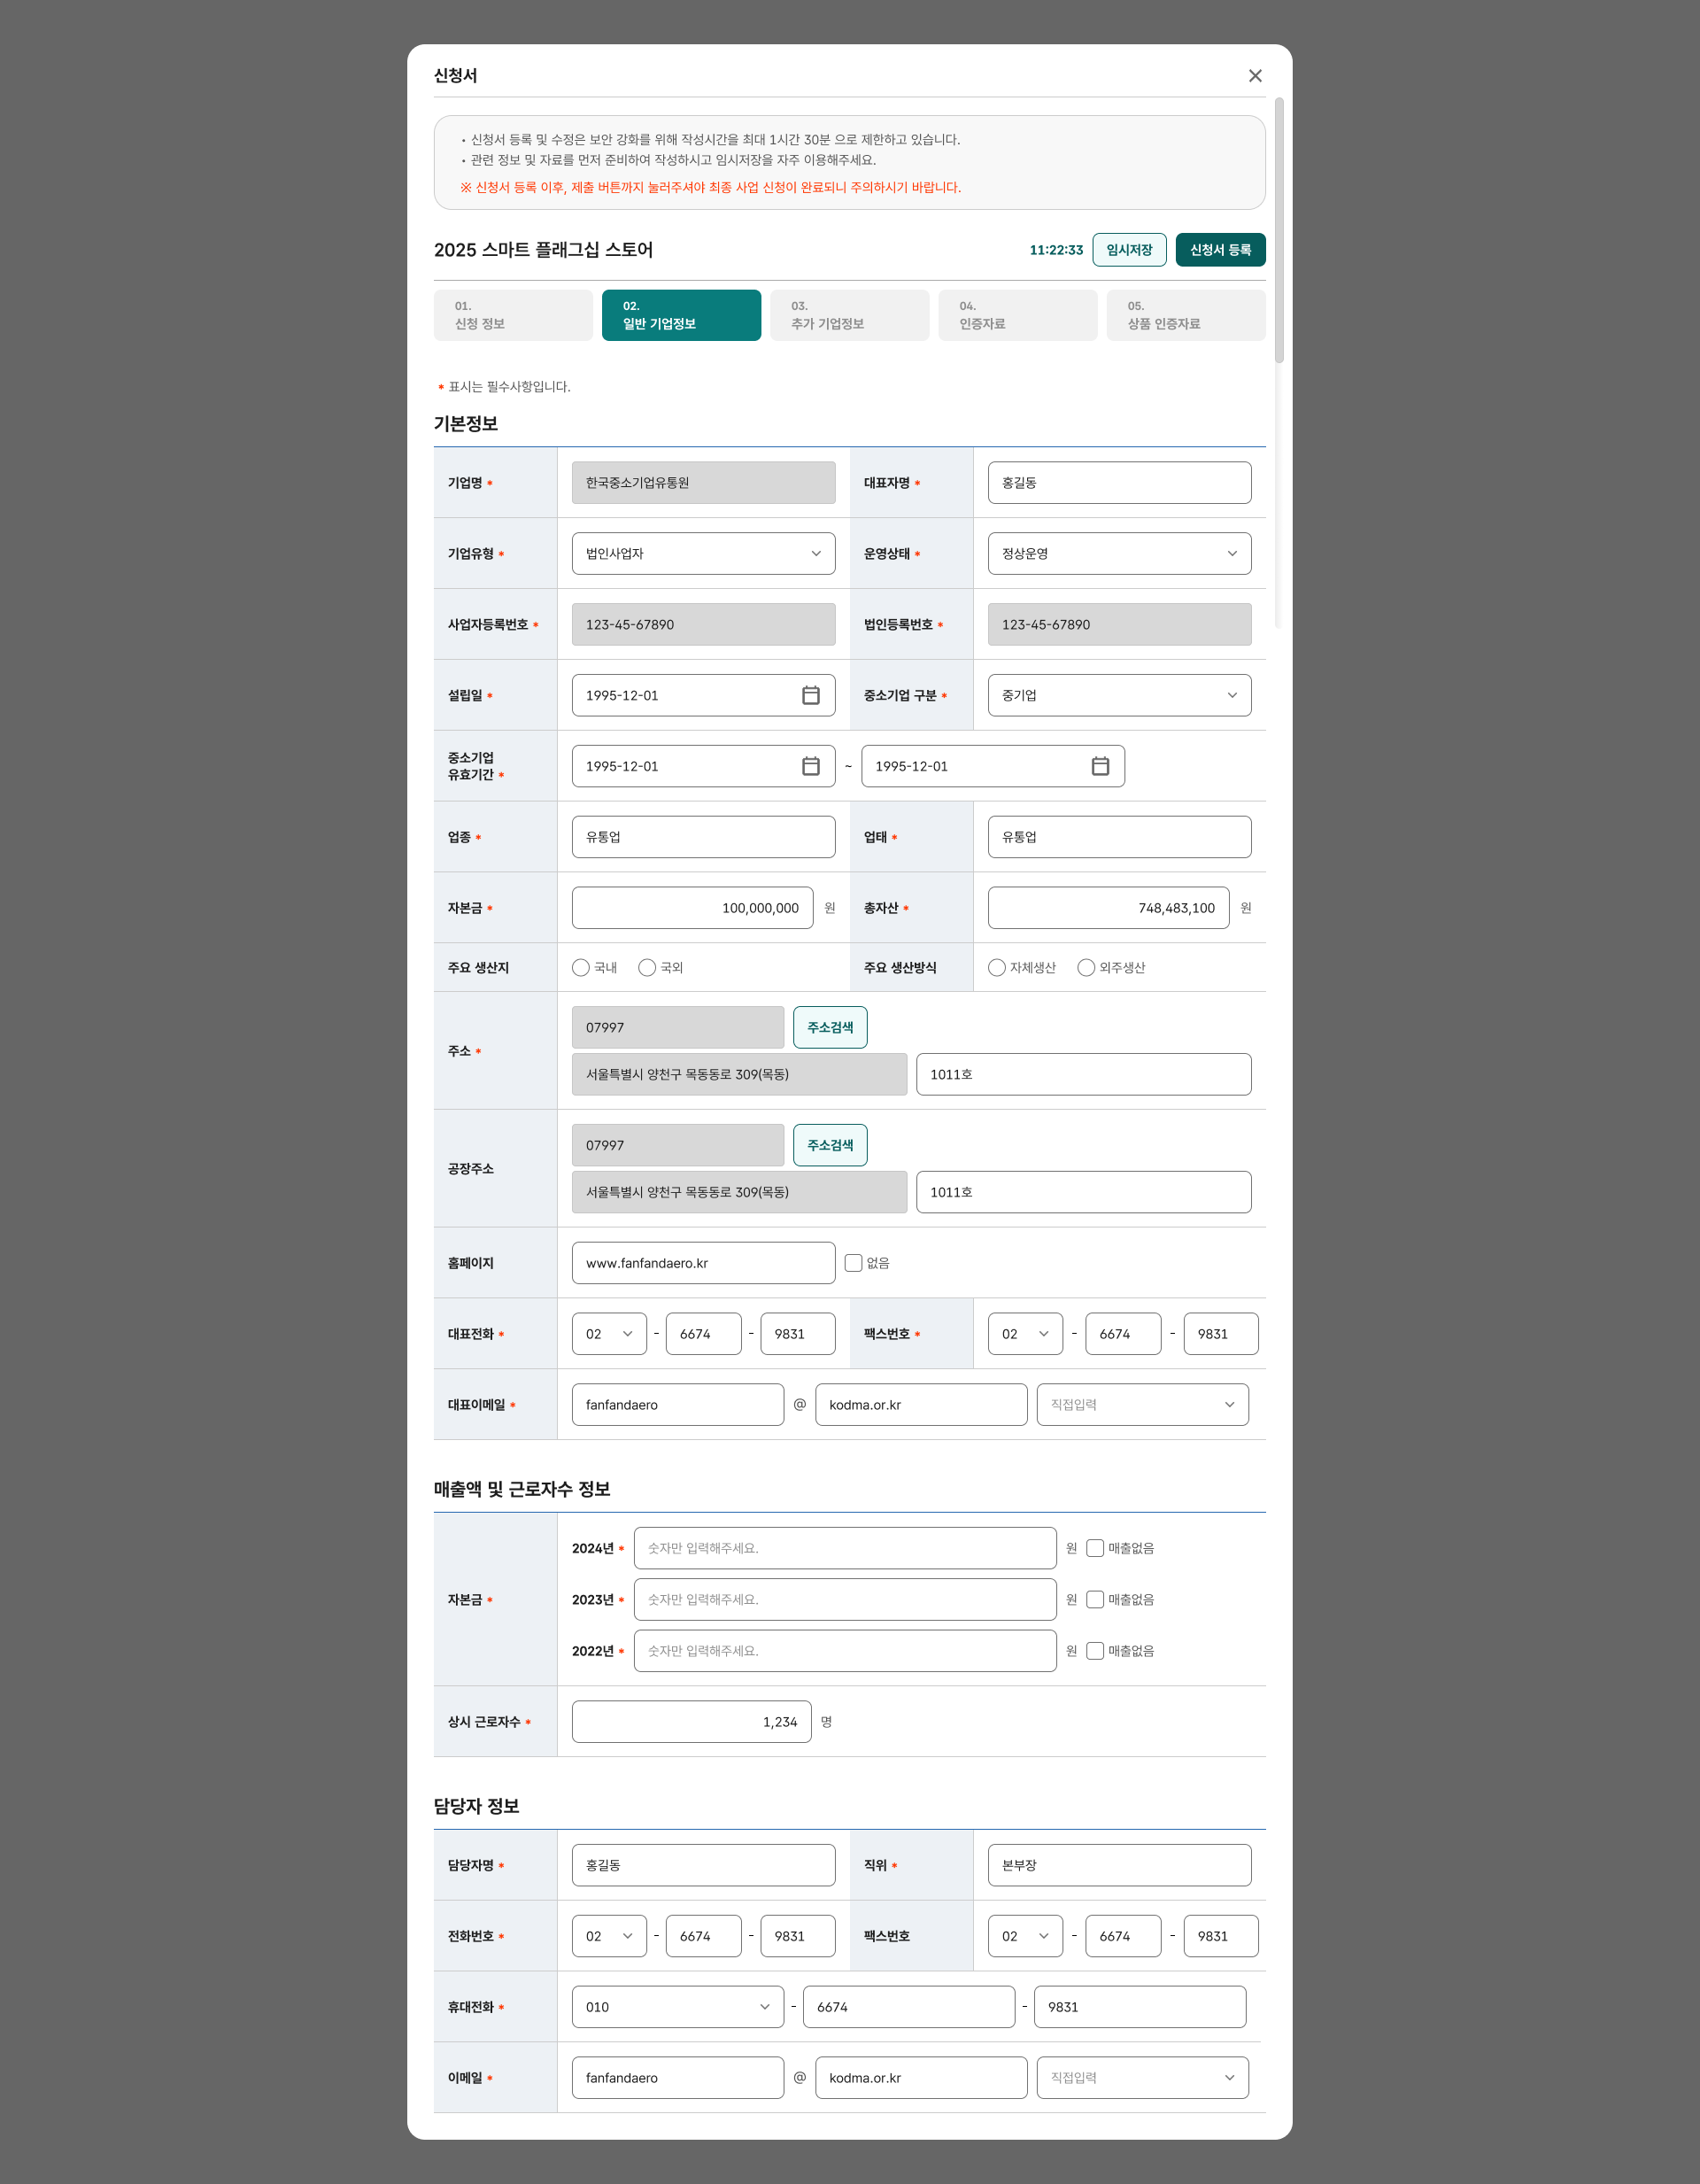 신청서
• 신청서 등록 및 수정은 보안 강화를 위해 작성시간을 최대 1시간 30분 으로 제한하고 있습니다.
• 관련 정보 및 자료를 먼저 준비하여 작성하시고 임시저장을 자주 이용해주세요.
※ 신청서 등록 이후, 제출 버튼까지 눌러주셔야 최종 사업 신청이 완료되니 주의하시기 바랍니다.
2025 스마트 플래그십 스토어 11:22:33 임시저장 신청서 등록
01. 02. 03. 04. 05.
신청 정보 일반 기업정보 추가 기업정보 인증자료 상품 인증자료
* 표시는 필수사항입니다.
기본정보
기업명 * 한국중소기업유통원 대표자명 * 홍길동
기업유형 * 법인사업자 운영상태 * 정상운영
사업자등록번호 * 123-45-67890 법인등록번호 * 123-45-67890
설립일 * 1995-12-01 중소기업 구분 * 중기업
중소기업
유효기간 * 1995-12-01 ~ 1995-12-01
업종 * 유통업 업태 * 유통업
자본금 * 100,000,000 원 총자산 * 748,483,100 원
주요 생산지 국내 국외 주요 생산방식 자체생산 외주생산
주소 *
07997 주소검색
서울특별시 양천구 목동동로 309(목동) 1011호
공장주소
07997 주소검색
서울특별시 양천구 목동동로 309(목동) 1011호
홈페이지 www.fanfandaero.kr 없음
대표전화 * 02 - 6674 - 9831 팩스번호 * 02 - 6674 - 9831
대표이메일 * fanfandaero @ kodma.or.kr 직접입력
매출액 및 근로자수 정보
자본금 *
2024년 * 숫자만 입력해주세요. 원 매출없음
2023년 * 숫자만 입력해주세요. 원 매출없음
2022년 * 숫자만 입력해주세요. 원 매출없음
상시 근로자수 * 1,234 명
담당자 정보
담당자명 * 홍길동 직위 * 본부장
전화번호 * 02 - 6674 - 9831 팩스번호 02 - 6674 - 9831
휴대전화 * 010 - 6674 - 9831
이메일 * fanfandaero @ kodma.or.kr 직접입력